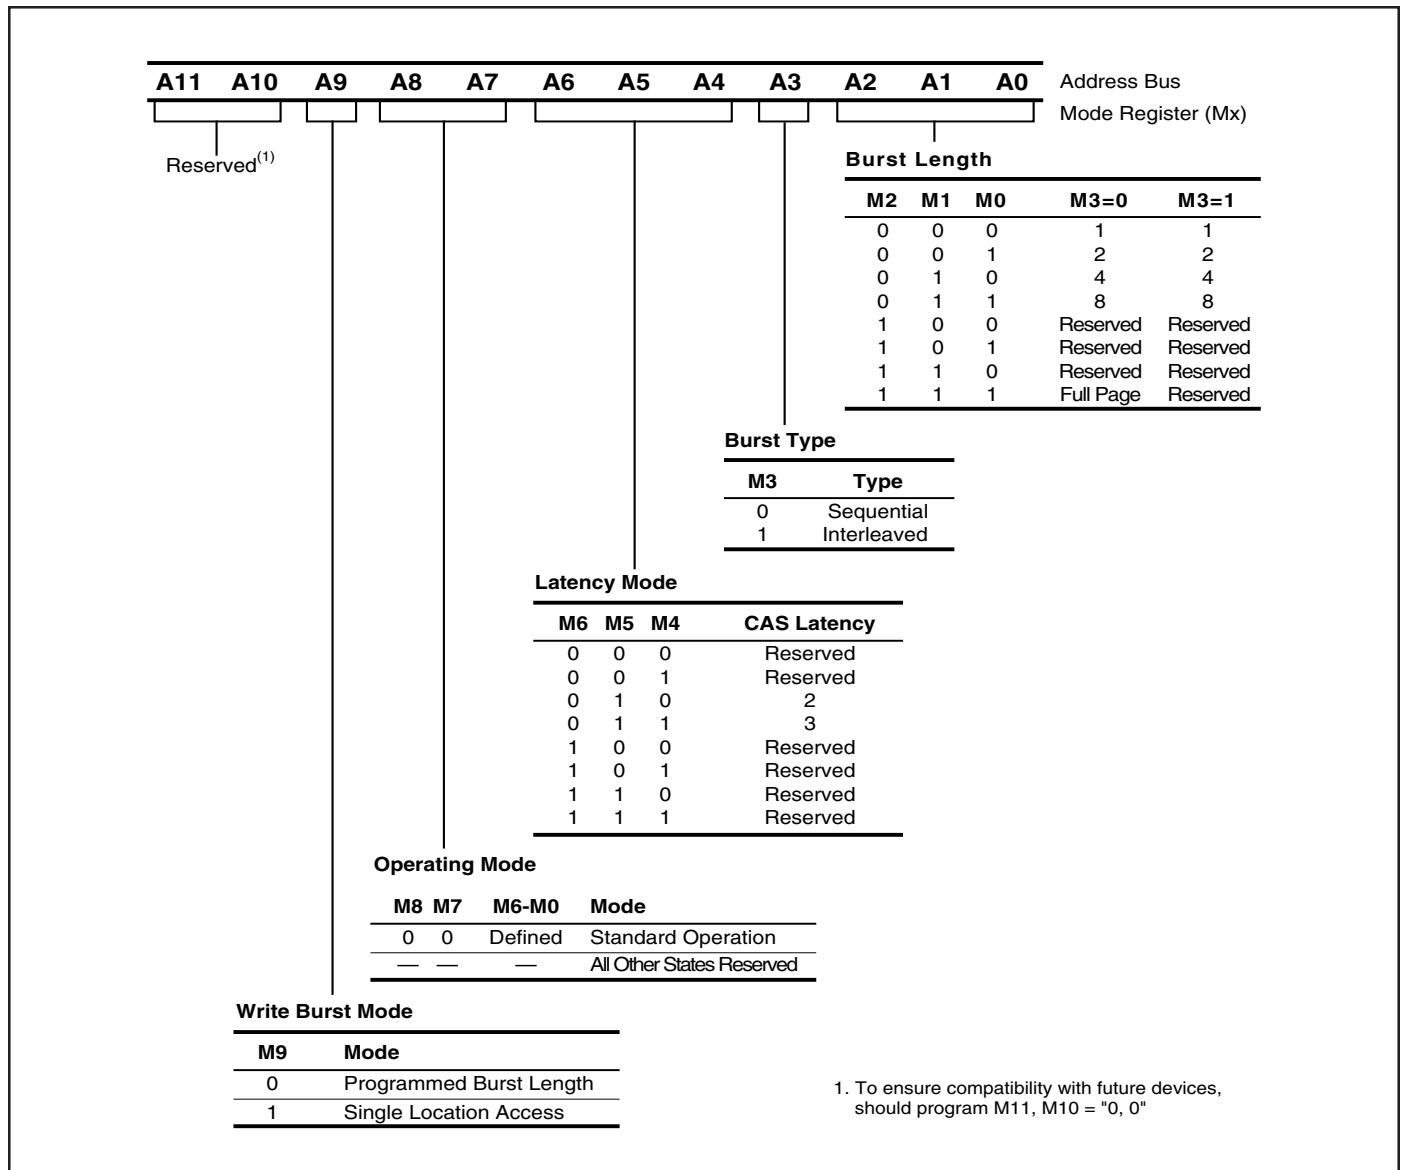 A11 A10 A9 A8 A7 A6 A5 A4 A3 A2 A1 A0 Address Bus
Mode Register (Mx)
Reserved(1)
Burst Length
M2 M1 M0 M3=0 M3=1
0 0 0 1 1
0 0 1 2 2
0 1 0 4 4
0 1 1 8 8
1 0 0 Reserved Reserved
1 0 1 Reserved Reserved
1 1 0 Reserved Reserved
1 1 1 Full Page Reserved
Burst Type
M3 Type
0 Sequential
1 Interleaved
Latency Mode
M6 M5 M4 CAS Latency
0 0 0 Reserved
0 0 1 Reserved
0 1 0 2
0 1 1 3
1 0 0 Reserved
1 0 1 Reserved
1 1 0 Reserved
1 1 1 Reserved
Operating Mode
M8 M7 M6-M0 Mode
0 0 Defined Standard Operation
— — — All Other States Reserved
Write Burst Mode
M9 Mode
0 Programmed Burst Length
1 Single Location Access
1. To ensure compatibility with future devices,
should program M11, M10 = "0, 0"